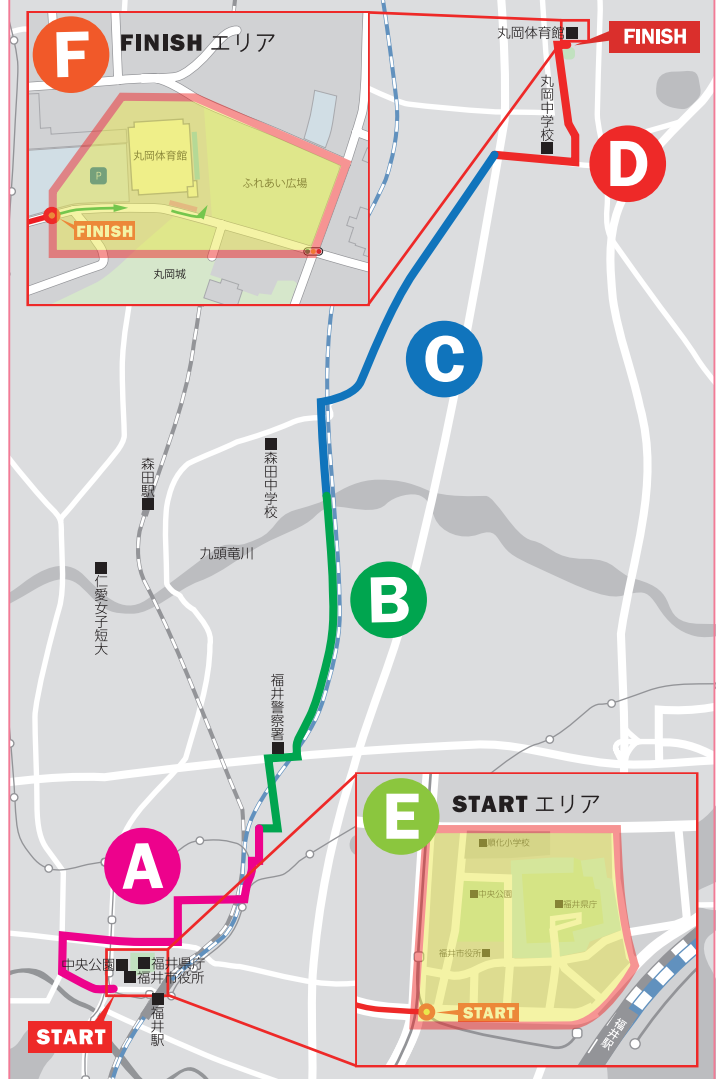 F
FINISH エリア
丸岡体育館
P
ふれあい広場
FINISH
丸岡城
丸岡体育館
FINISH
丸岡中学校
D
C
森田駅
森田中学校
九頭竜川
仁愛女子短大
B
福井警察署
A
中央公園
福井県庁
福井市役所
福井駅
START
E
START エリア
順化小学校
中央公園
福井県庁
福井市役所
START
福井駅